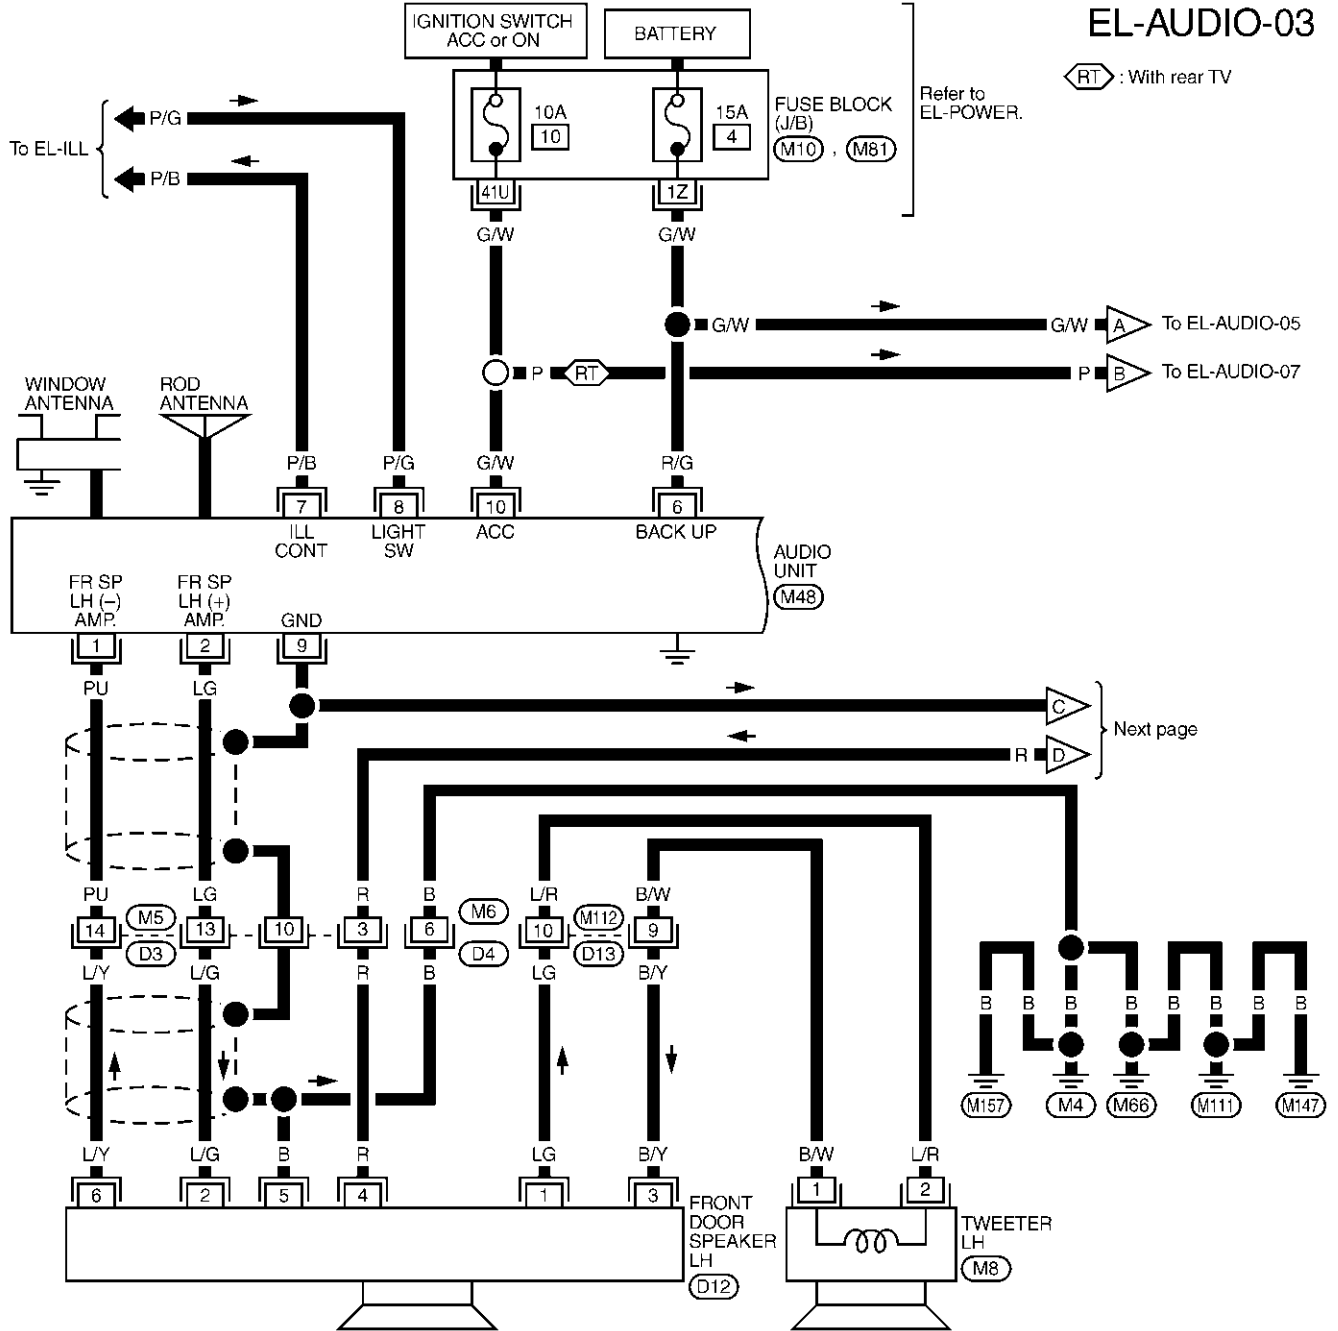 EL-AUDIO-03
RT : With rear TV
IGNITION SWITCH
ACC or ON
BATTERY
Refer to
EL-POWER.
10A
10
15A
4
FUSE BLOCK
(J/B)
M10 , M81
41U
1Z
To EL-ILL
P/G
P/B
G/W
G/W
G/W
G/W
A
To EL-AUDIO-05
P
RT
P
B
To EL-AUDIO-07
WINDOW
ANTENNA
ROD
ANTENNA
P/B
P/G
G/W
R/G
7
8
10
6
ILL
CONT
LIGHT
SW
ACC
BACK UP
AUDIO
UNIT
M48
FR SP
LH (–)
AMP.
FR SP
LH (+)
AMP.
GND
1
2
9
PU
LG
C
Next page
R
D
PU
LG
R
B
L/R
B/W
14
M5
D3
13
10
3
6
M6
D4
10
M112
D13
9
L/Y
L/G
R
B
LG
B/Y
B
B
B
B
B
B
B
B
M157
M4
M66
M111
M147
L/Y
L/G
B
R
LG
B/Y
B/W
L/R
6
2
5
4
1
3
1
2
FRONT
DOOR
SPEAKER
LH
D12
TWEETER
LH
M8